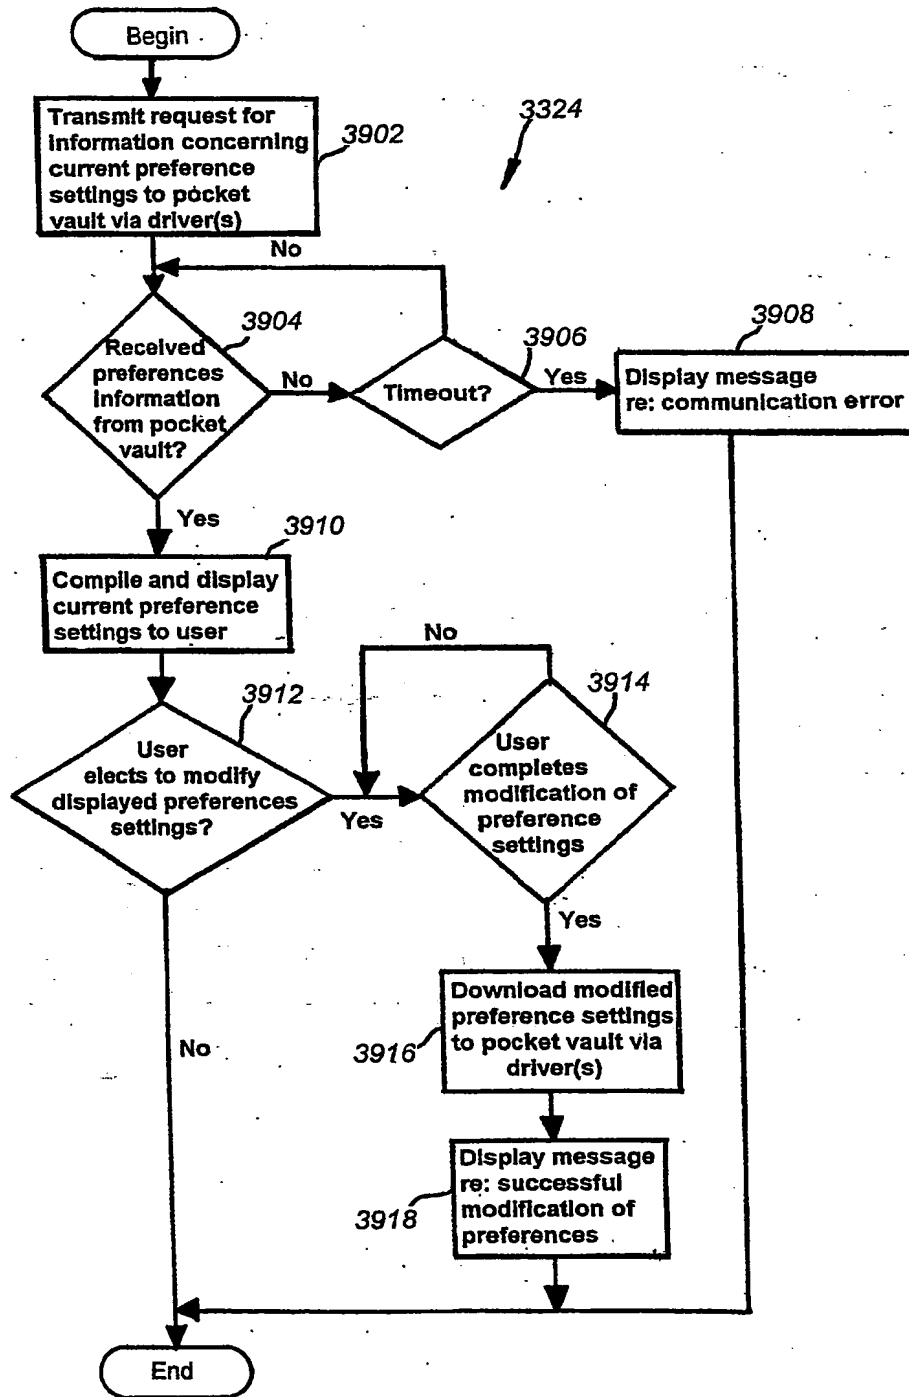 Begin
Transmit request for
information concerning
current preference
settings to pocket
vault via driver(s)
3902
3324
No
Received
preferences
information
from pocket
vault?
3904
No
Timeout?
3906
Yes
3908
Display message
re: communication error
Yes
3910
Compile and display
current preference
settings to user
No
3912
User
elects to modify
displayed preferences
settings?
Yes
3914
User
completes
modification of
preference
settings
Yes
Download modified
preference settings
to pocket vault via
driver(s)
3916
No
Display message
re: successful
modification of
preferences
3918
End